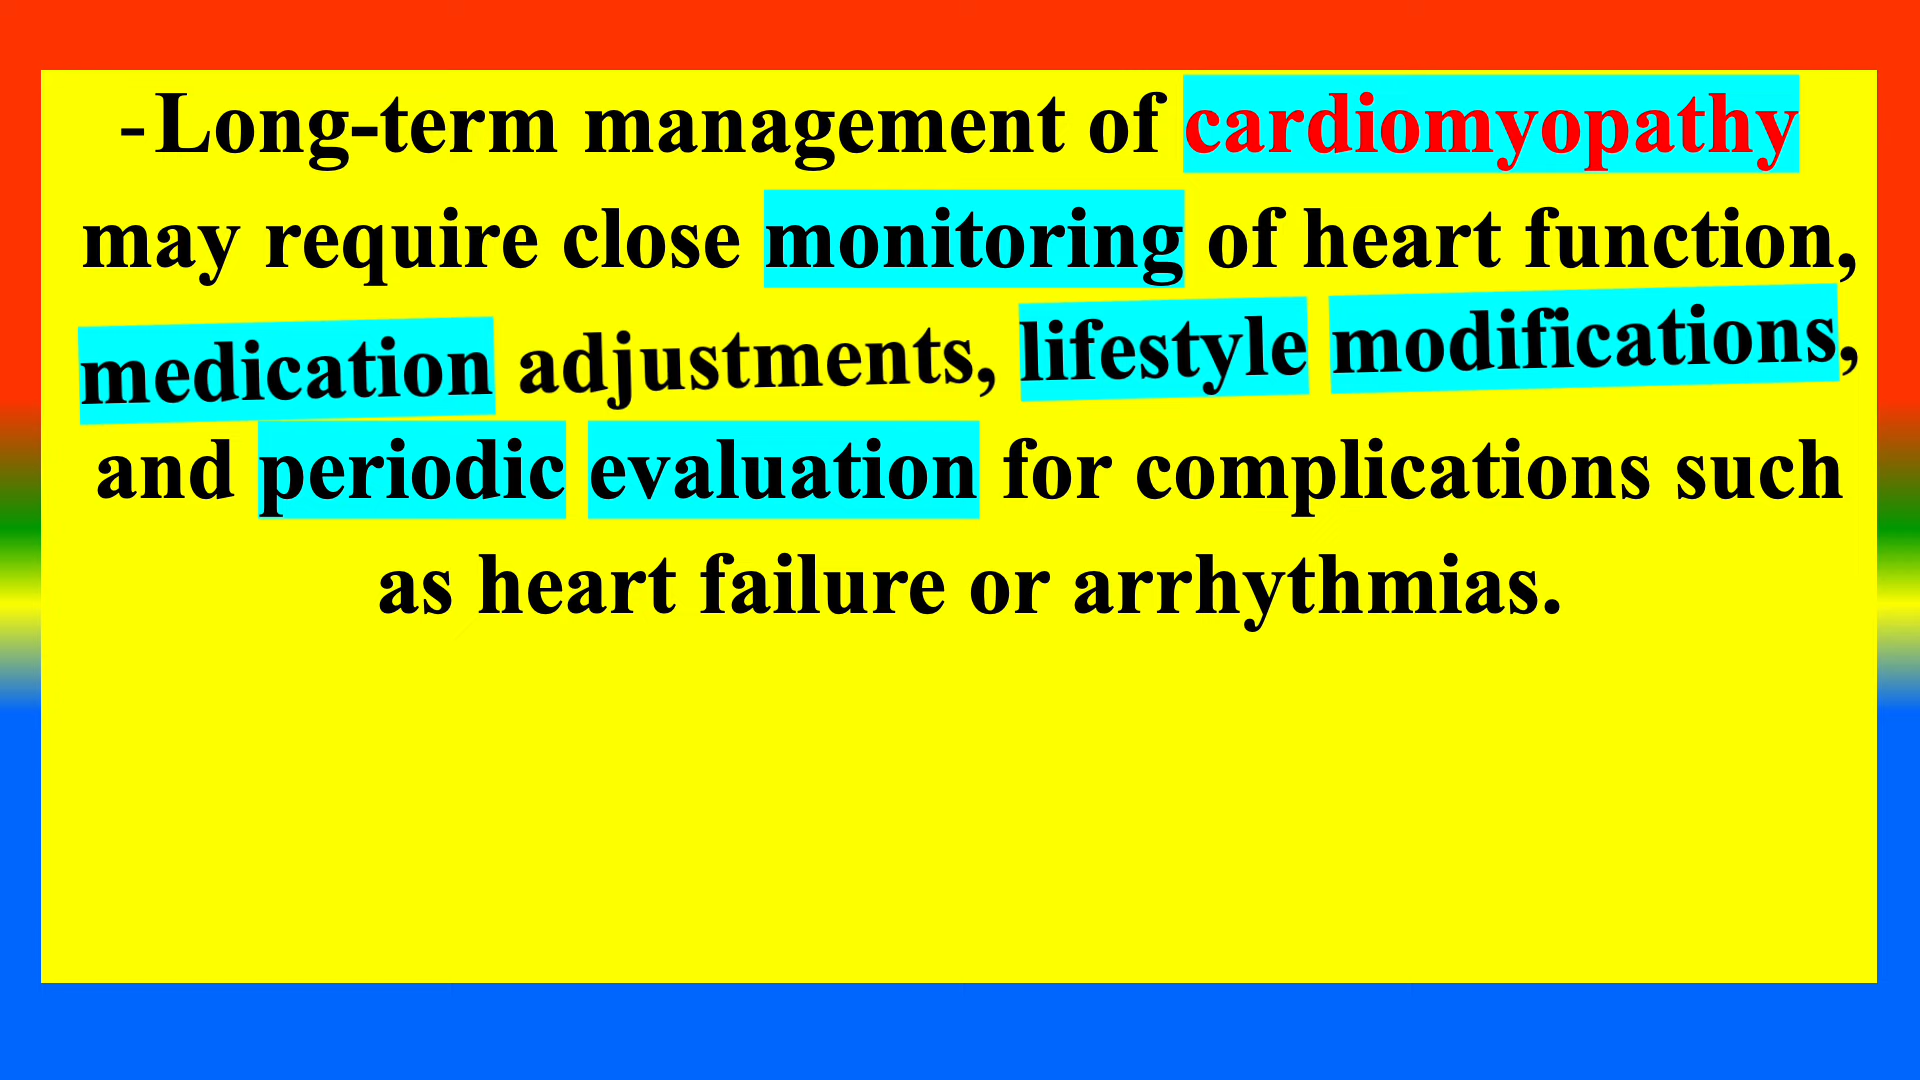 -Long-term management of cardiomyopathy
may require close monitoring of heart function,
medication adjustments, lifestyle modifications,
and periodic evaluation for complications such
as heart failure or arrhythmias.